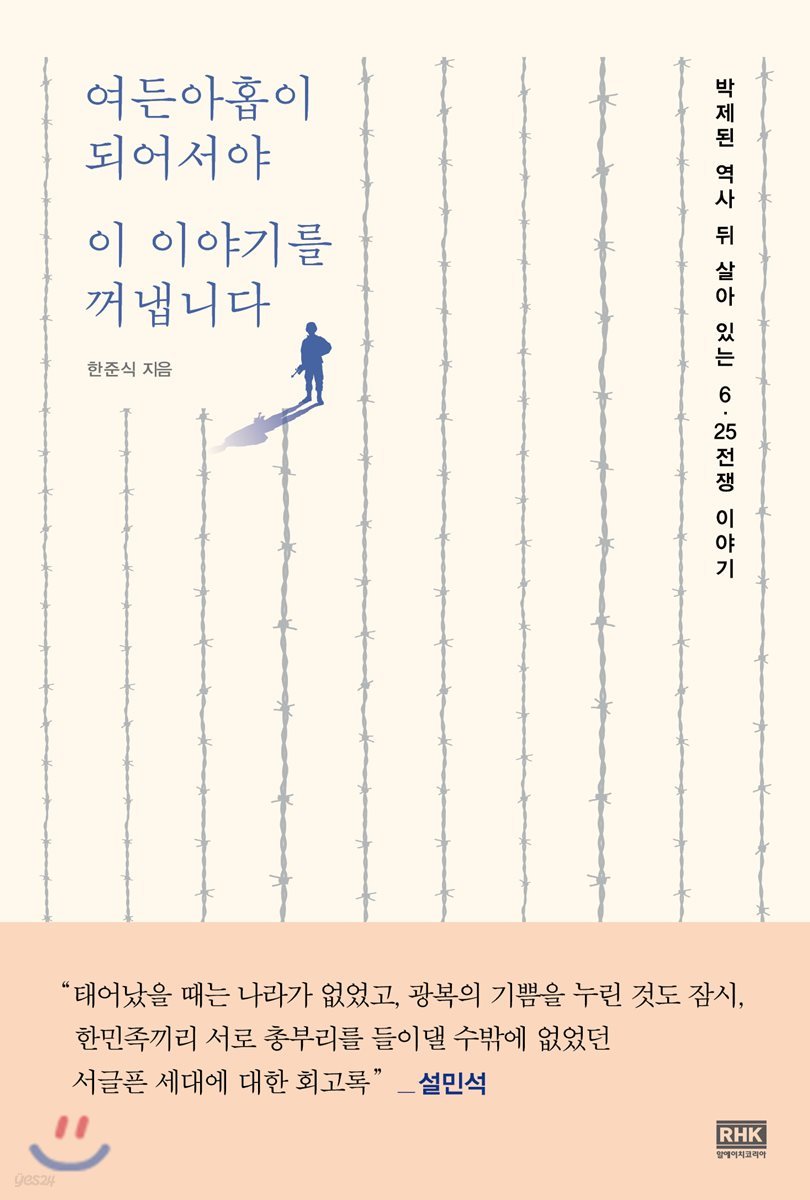 여든아홉이
되어서야
이 이야기를
꺼냅니다
한준식 지음
박제된 역사 뒤 살아 있는 6·25전쟁 이야기
“태어났을 때는 나라가 없었고, 광복의 기쁨을 누린 것도 잠시,
한민족끼리 서로 총부리를 들이댈 수밖에 없었던
서글픈 세대에 대한 회고록” _설민석
RHK
알에이치코리아
yes24